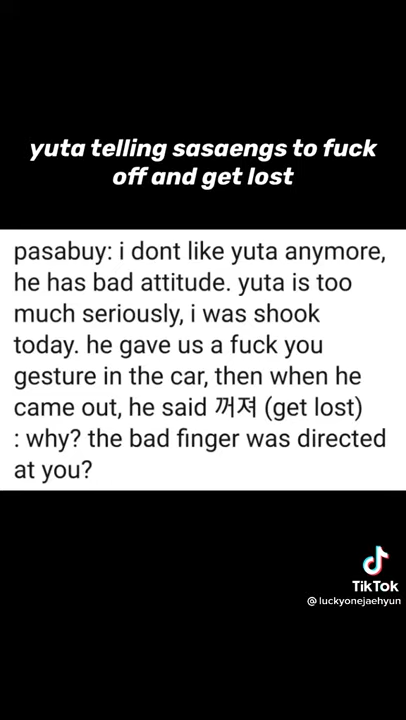 yuta telling sasaengs to fuck
off and get lost
pasabuy: i dont like yuta anymore,
he has bad attitude. yuta is too
much seriously, i was shook
today. he gave us a fuck you
gesture in the car, then when he
came out, he said 꺼져 (get lost)
: why? the bad finger was directed
at you?
TikTok
@luckyonejaehyun